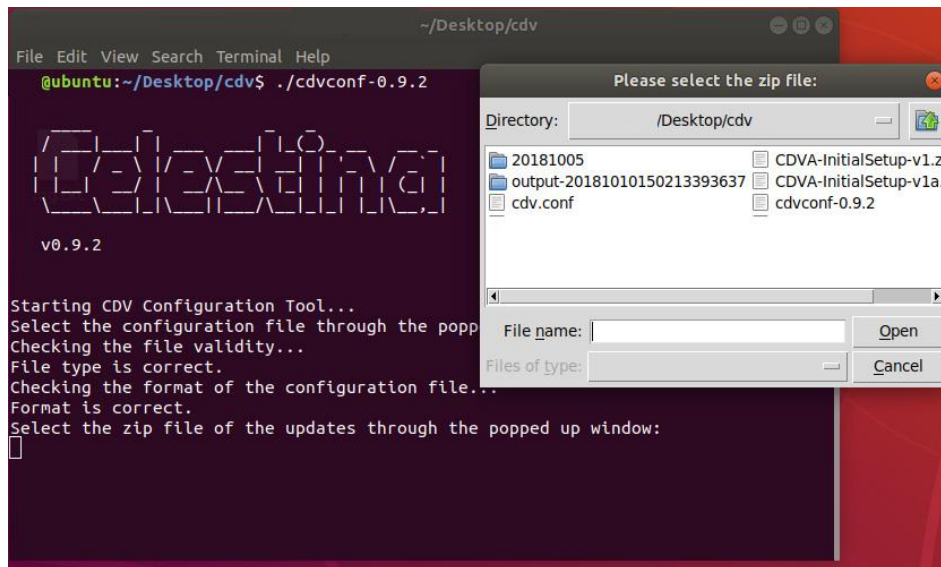 ~/Desktop/cdv
File Edit View Search Terminal Help
@ubuntu:~/Desktop/cdv$ ./cdvconf-0.9.2
Celestina
v0.9.2
Starting CDV Configuration Tool...
Select the configuration file through the popp
Checking the file validity...
File type is correct.
Checking the format of the configuration file...
Format is correct.
Select the zip file of the updates through the popped up window:
Please select the zip file:
Directory: /Desktop/cdv
20181005
output-20181010150213393637
cdv.conf
CDVA-InitialSetup-v1.z
CDVA-InitialSetup-v1a.
cdvconf-0.9.2
File name:
Open
Files of type:
Cancel